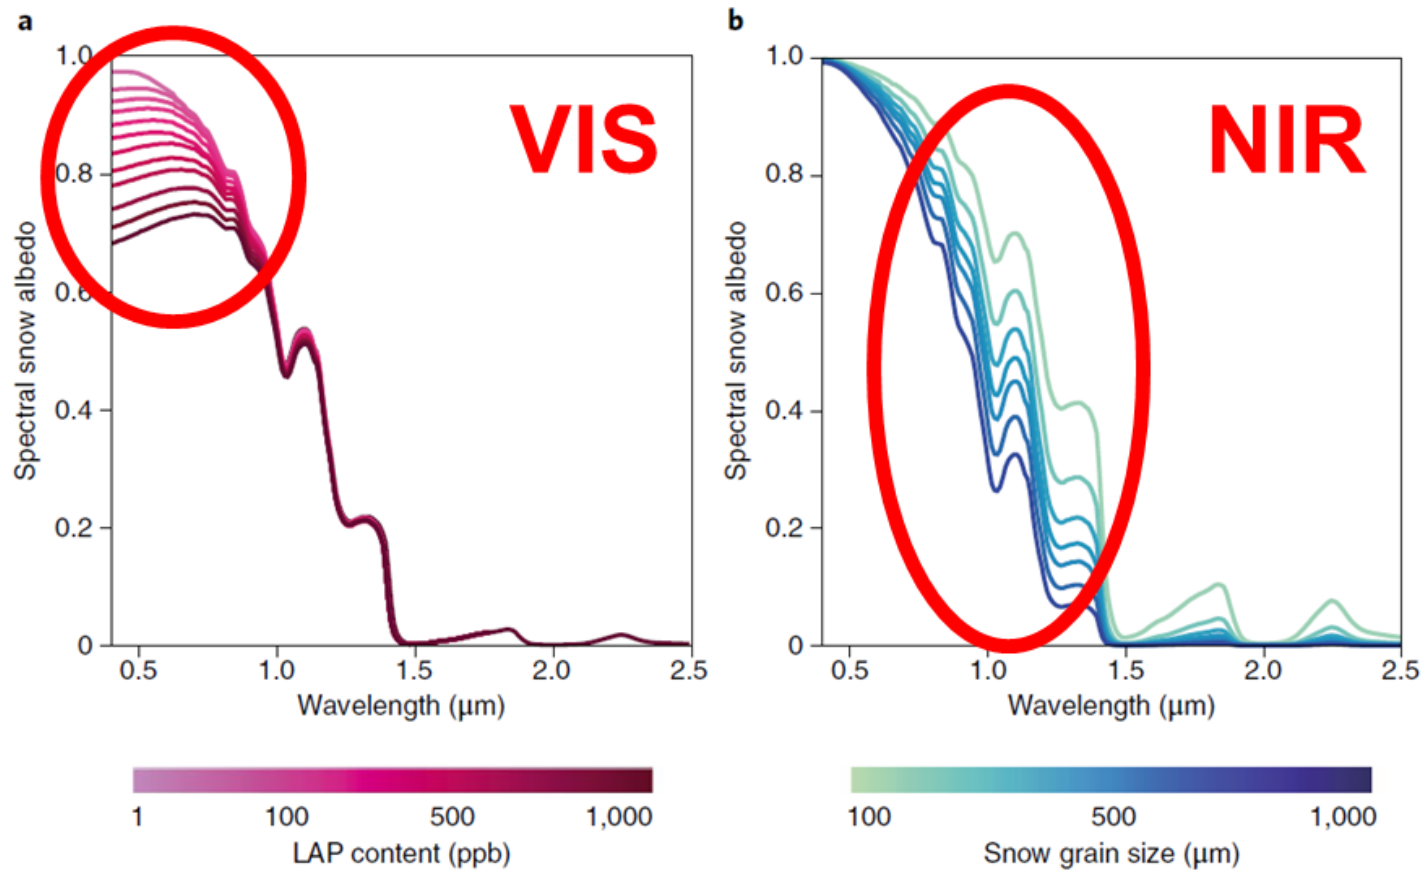 a
VIS
1.0
0.8
0.6
0.4
0.2
0
Spectral snow albedo
0.5 1.0 1.5 2.0 2.5
Wavelength (μm)
1 100 500 1,000
LAP content (ppb)
b
NIR
1.0
0.8
0.6
0.4
0.2
0
Spectral snow albedo
0.5 1.0 1.5 2.0 2.5
Wavelength (μm)
100 500 1,000
Snow grain size (μm)